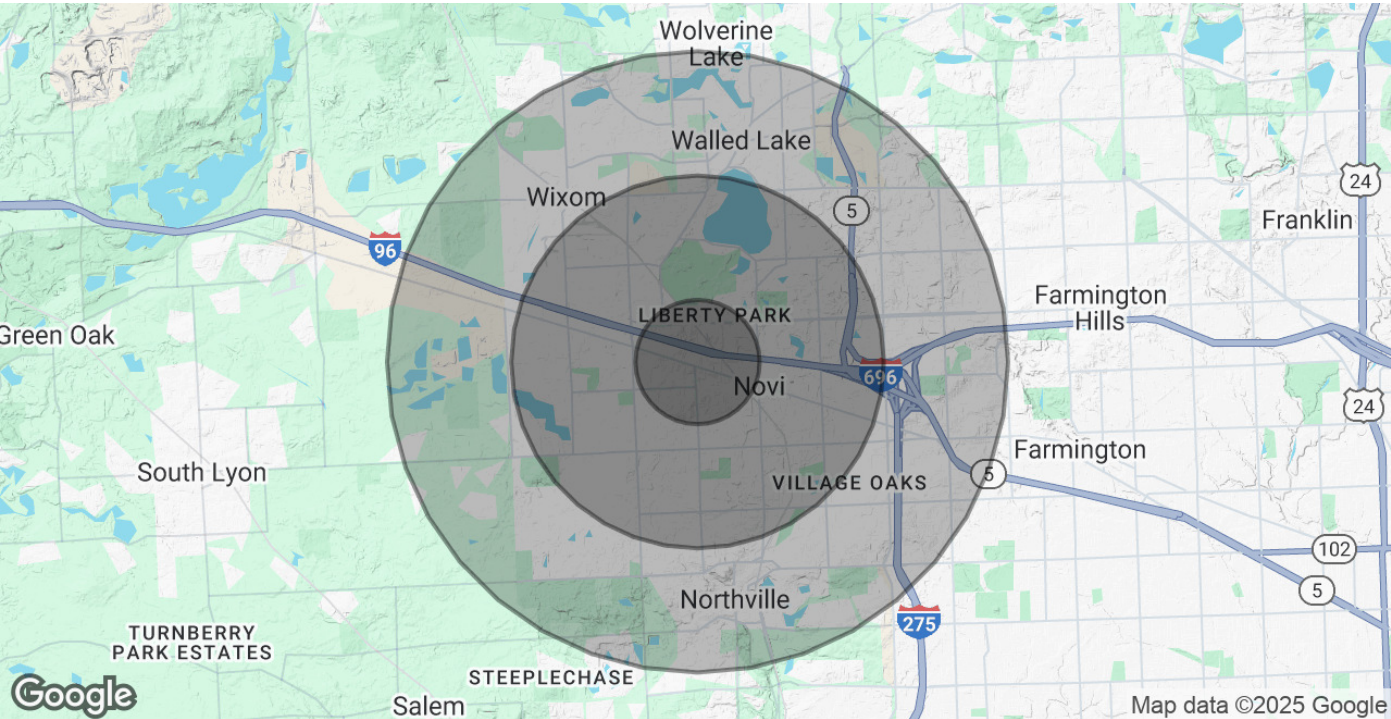 Wolverine
Lake
Walled Lake
Wixom
5
24
Franklin
96
Farmington
Hills
LIBERTY PARK
Green Oak
696
Novi
24
Farmington
South Lyon
5
VILLAGE OAKS
102
5
Northville
275
TURNBERRY
PARK ESTATES
STEEPLECHASE
Google
Salem
Map data ©2025 Google